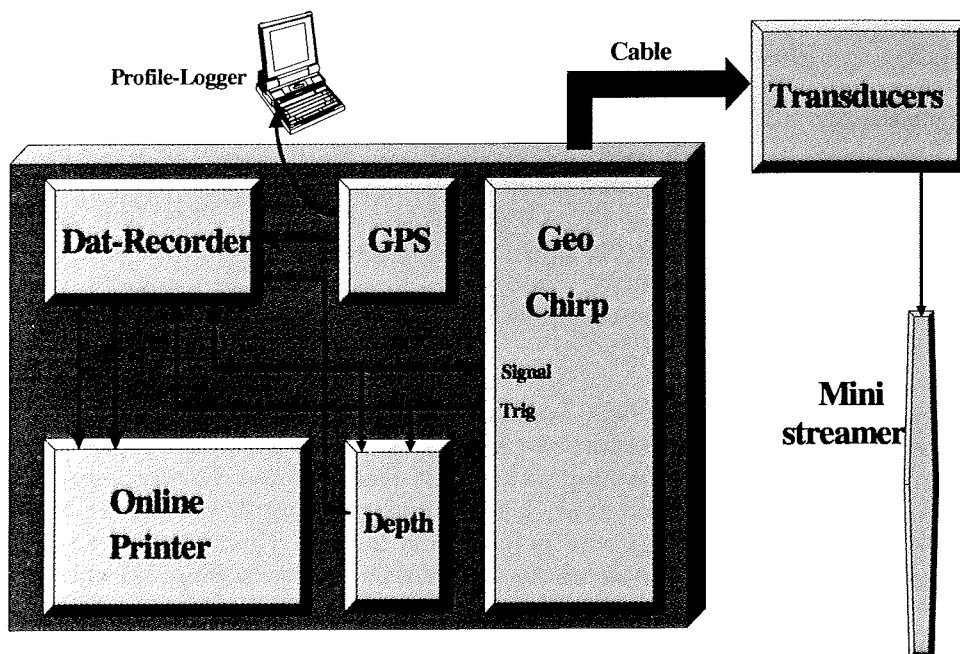 Cable
Profile-Logger
Transducers
Dat-Recorder
GPS
Geo
Chirp
Signal
Trig
Mini
streamer
Online
Printer
Depth